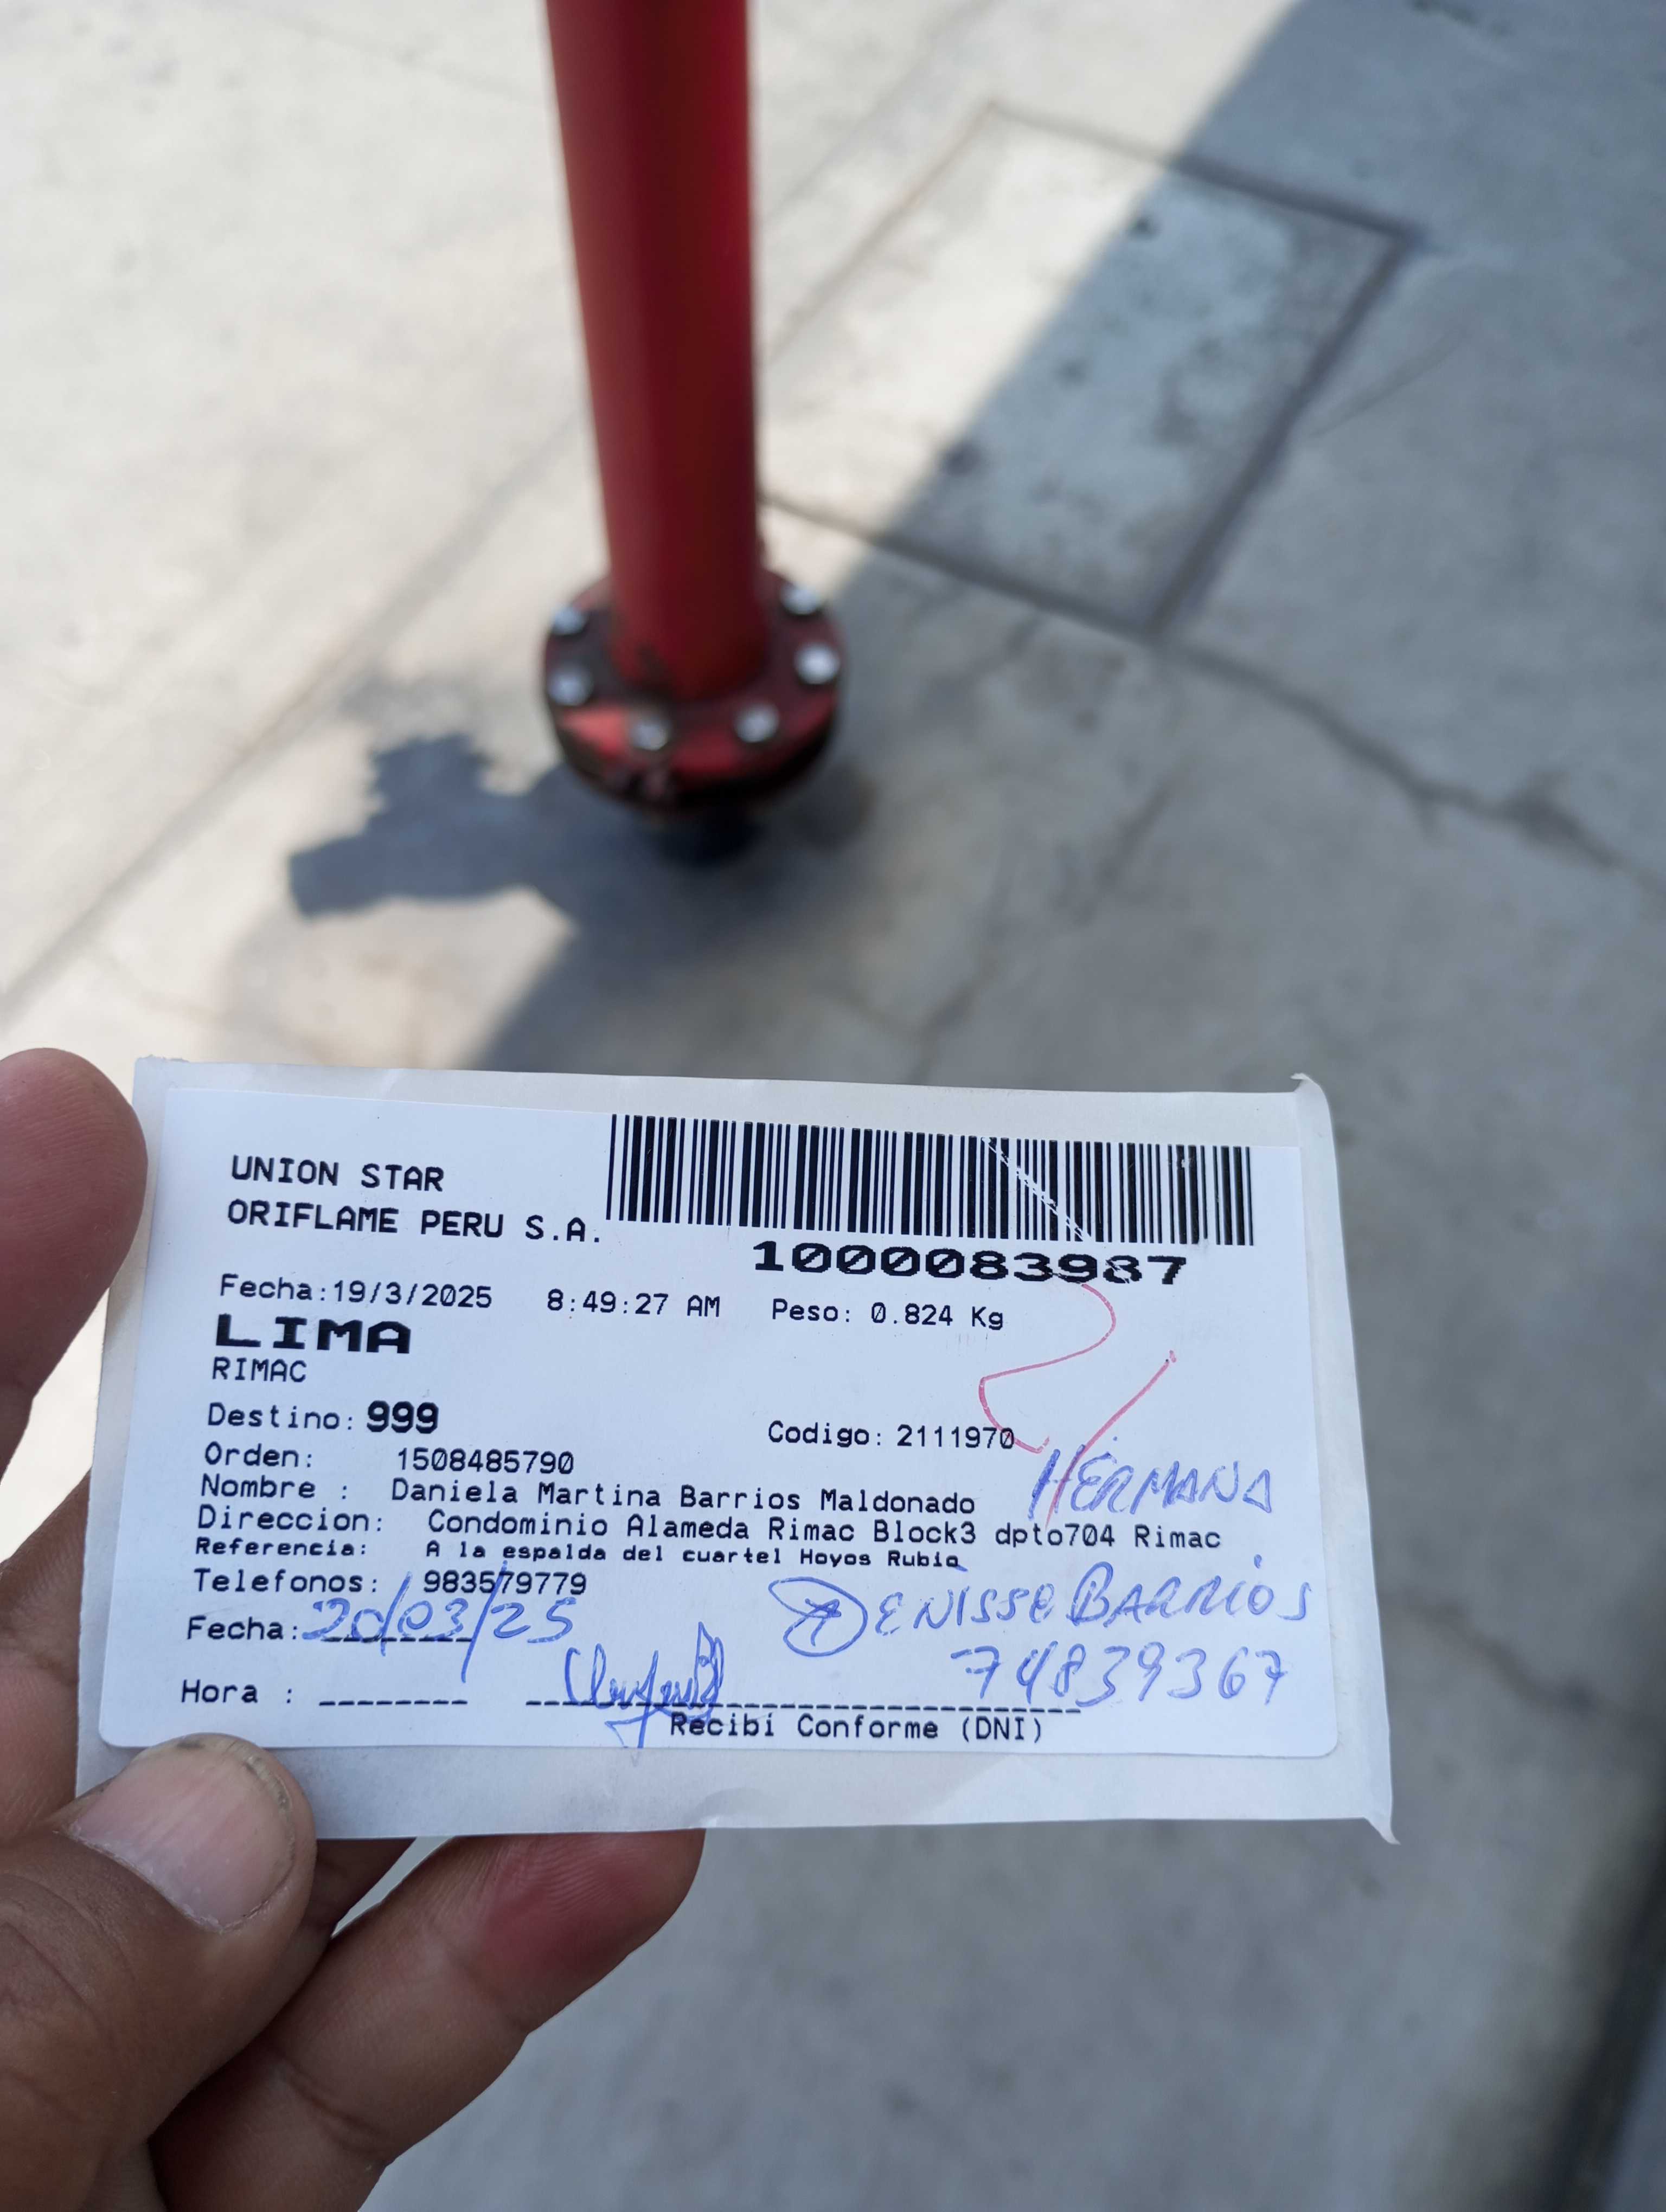 UNION STAR
ORIFLAME PERU S.A.
1000083987
Fecha:19/3/2025 8:49:27 AM Peso: 0.824 Kg
LIMA
RIMAC
Destino: 999 Codigo: 2111970
Orden: 1508485790
HERMANA
Nombre : Daniela Martina Barrios Maldonado
Direccion: Condominio Alameda Rimac Block3 dpto704 Rimac
Referencia: A la espalda del cuartel Hoyos Rubio
Telefonos: 983579779
Fecha: 20/03/25 DENISSE BARRIOS
74839367
Hora :
Recibí Conforme (DNI)